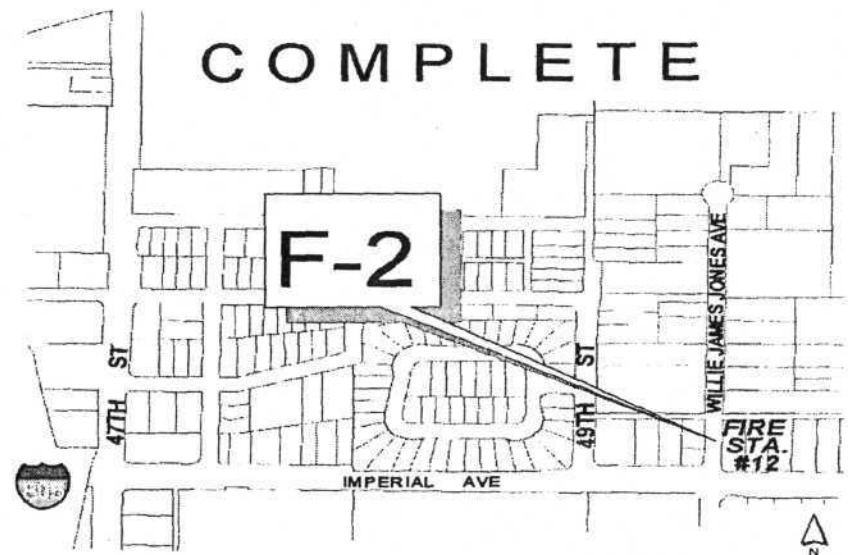 COMPLETE
F-2
WILLIE JAMES JONES AVE
47TH ST
49TH ST
FIRE
STA.
#12
IMPERIAL AVE
N